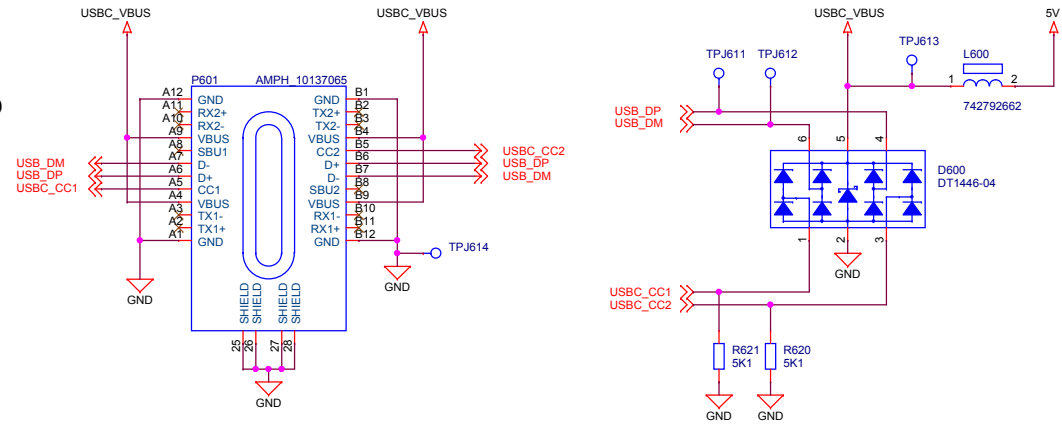 USBC_VBUS
USBC_VBUS
USBC_VBUS
5V
P601
AMPH_10137065
A12
GND
GND
B1
A11
RX2+
TX2+
B2
A10
RX2-
TX2-
B3
A9
VBUS
VBUS
B4
A8
SBU1
CC2
B5
USBC_CC2
USB_DM
A7
D-
D+
B6
USB_DP
USB_DP
A6
D+
D-
B7
USB_DM
USBC_CC1
A5
CC1
SBU2
B8
A4
VBUS
VBUS
B9
A3
TX1-
RX1-
B10
A2
TX1+
RX1+
B11
A1
GND
GND
B12
TPJ614
GND
GND
SHIELD
SHIELD
SHIELD
SHIELD
25
26
27
28
GND
TPJ611
TPJ612
TPJ613
L600
1
2
742792662
USB_DP
USB_DM
6
5
4
D600
DT1446-04
1
2
3
GND
USBC_CC1
USBC_CC2
R621
5K1
R620
5K1
GND
GND